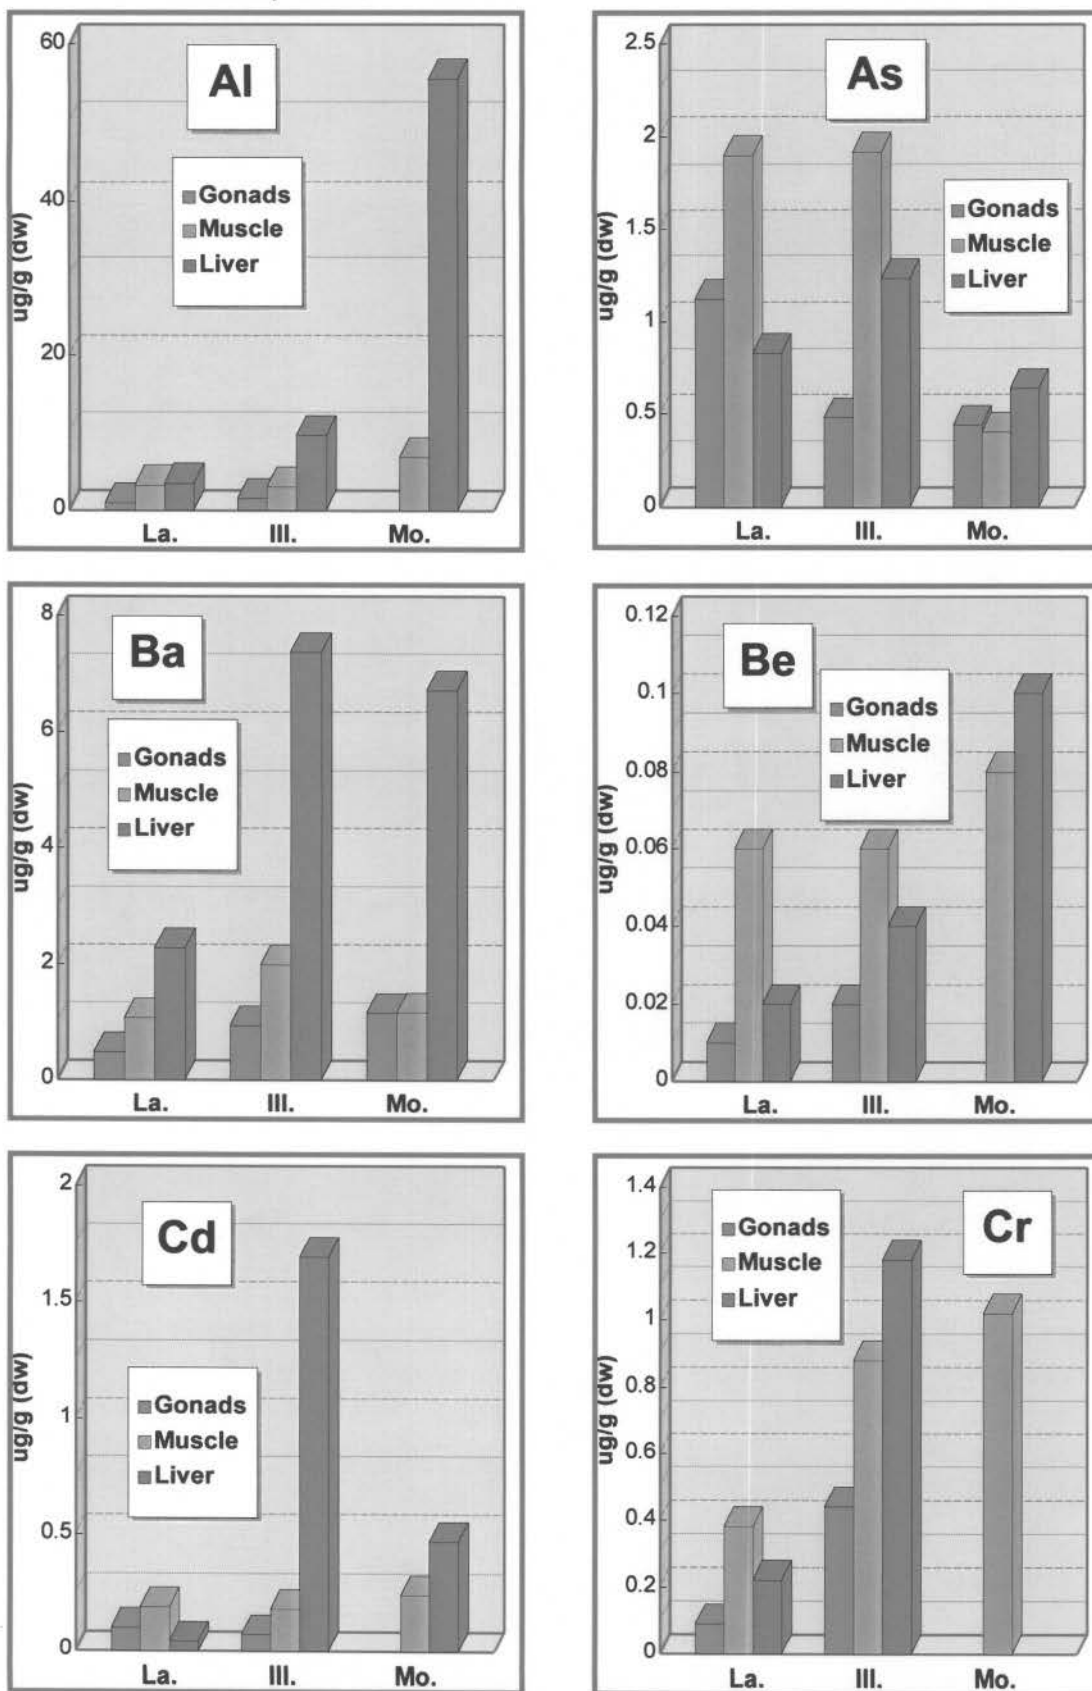 Al
60
40
20
0
ug/g (dw)
Gonads
Muscle
Liver
La. Ill. Mo.
As
2.5
2
1.5
1
0.5
0
ug/g (dw)
Gonads
Muscle
Liver
La. Ill. Mo.
Ba
8
6
4
2
0
ug/g (dw)
Gonads
Muscle
Liver
La. Ill. Mo.
Be
0.12
0.1
0.08
0.06
0.04
0.02
0
ug/g (dw)
Gonads
Muscle
Liver
La. Ill. Mo.
Cd
2
1.5
1
0.5
0
ug/g (dw)
Gonads
Muscle
Liver
La. Ill. Mo.
Cr
1.4
1.2
1
0.8
0.6
0.4
0.2
0
ug/g (dw)
Gonads
Muscle
Liver
La. Ill. Mo.